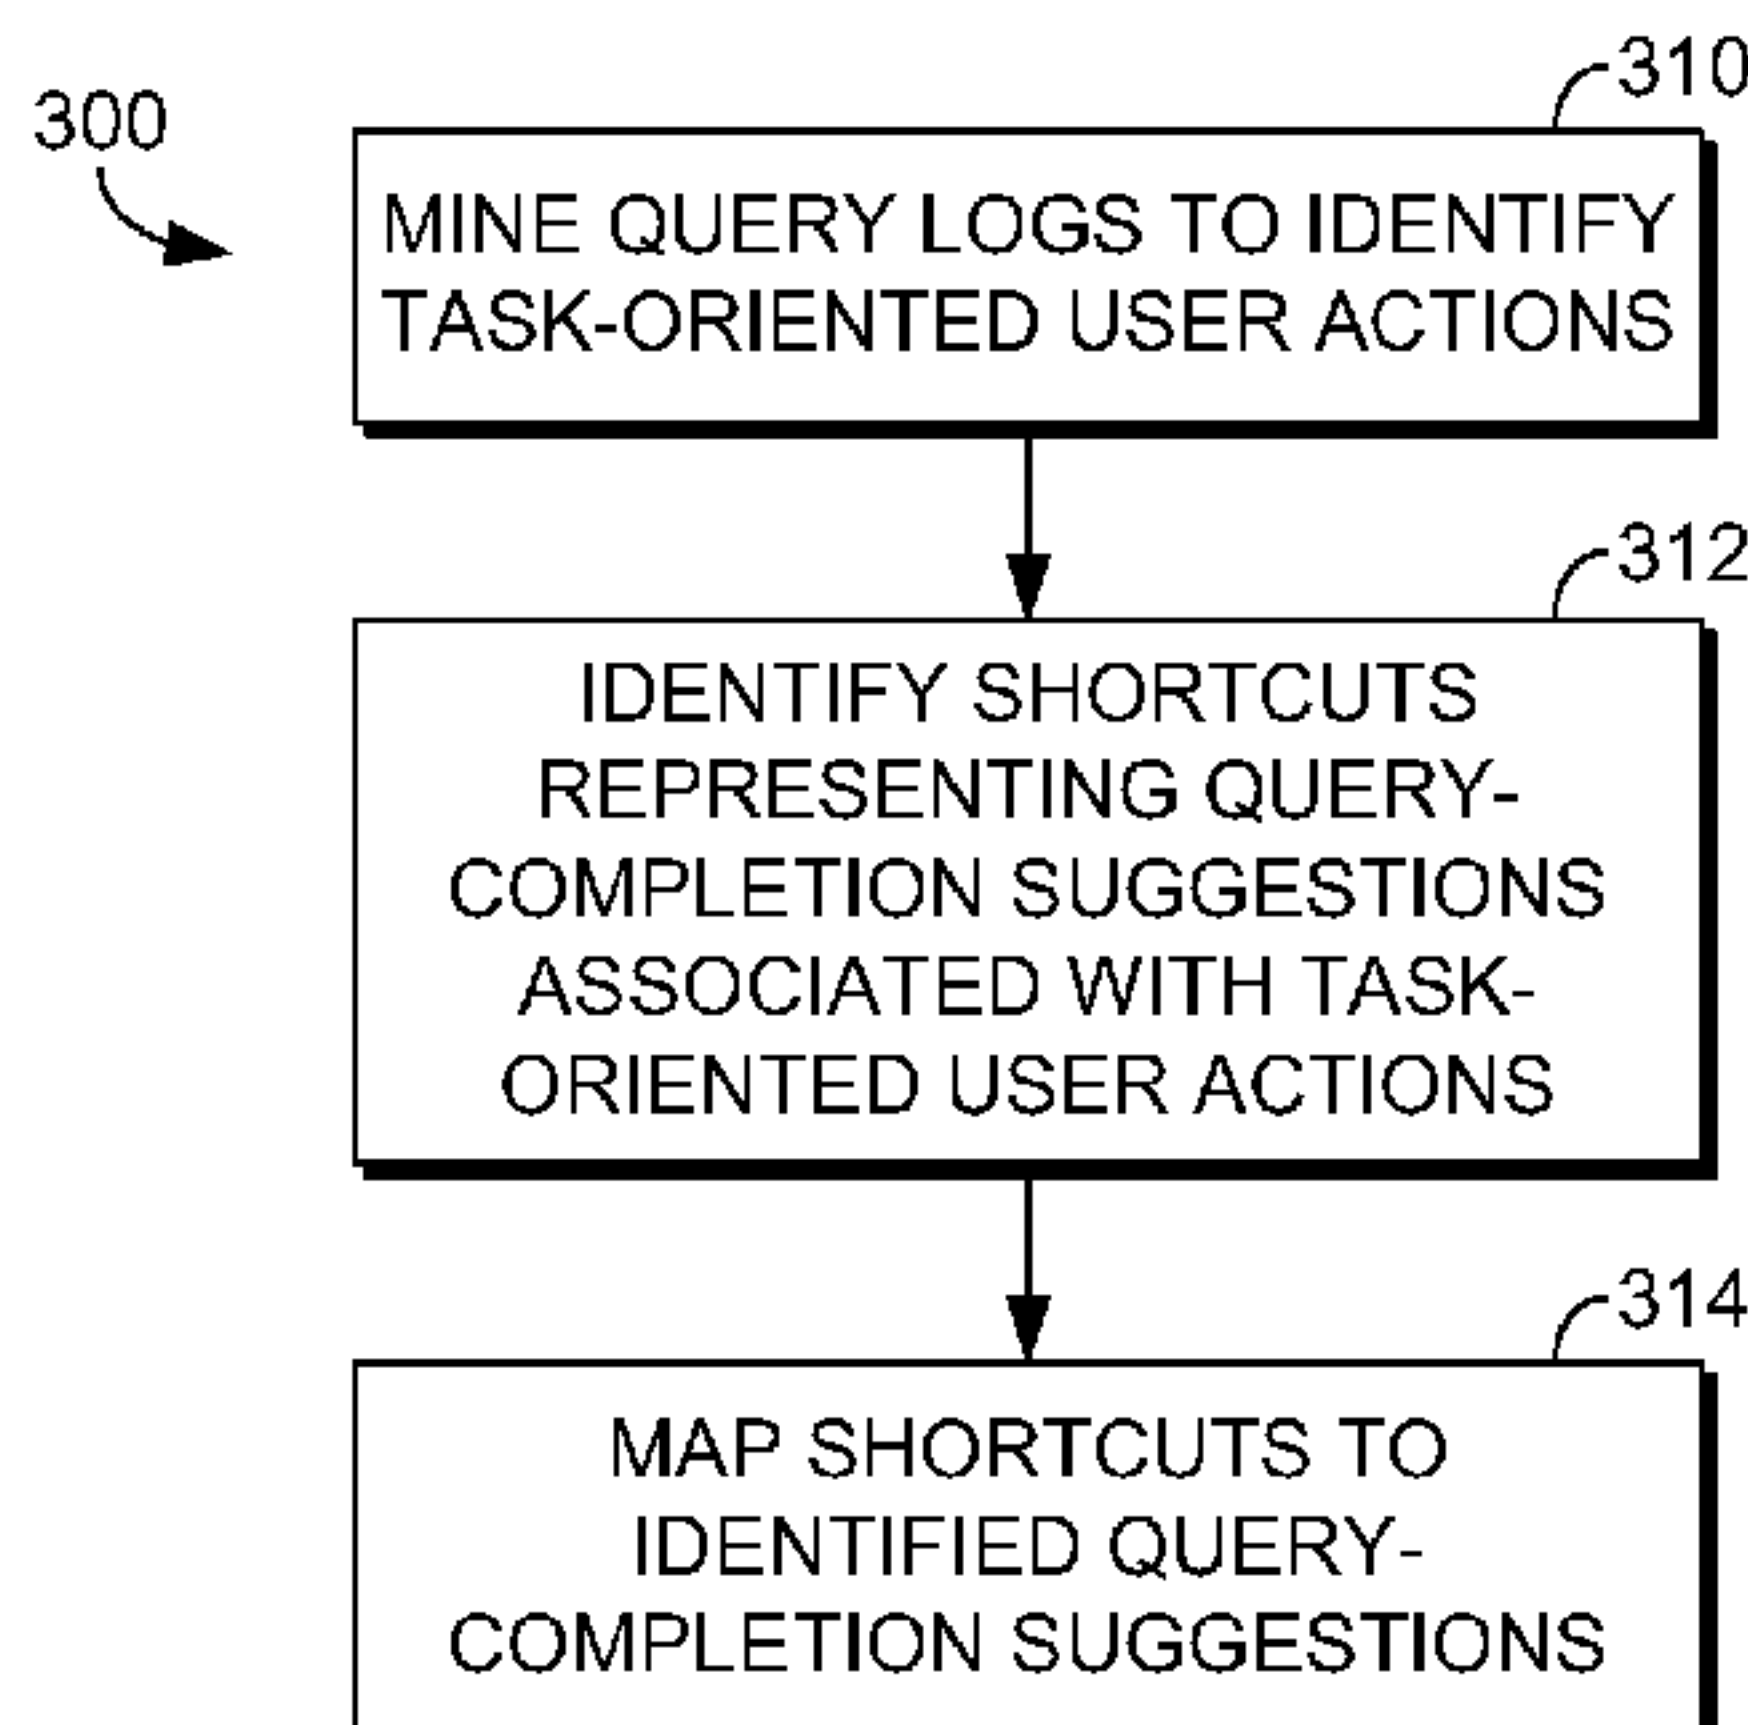 310
300
MINE QUERY LOGS TO IDENTIFY
TASK-ORIENTED USER ACTIONS
312
IDENTIFY SHORTCUTS
REPRESENTING QUERY-
COMPLETION SUGGESTIONS
ASSOCIATED WITH TASK-
ORIENTED USER ACTIONS
314
MAP SHORTCUTS TO
IDENTIFIED QUERY-
COMPLETION SUGGESTIONS